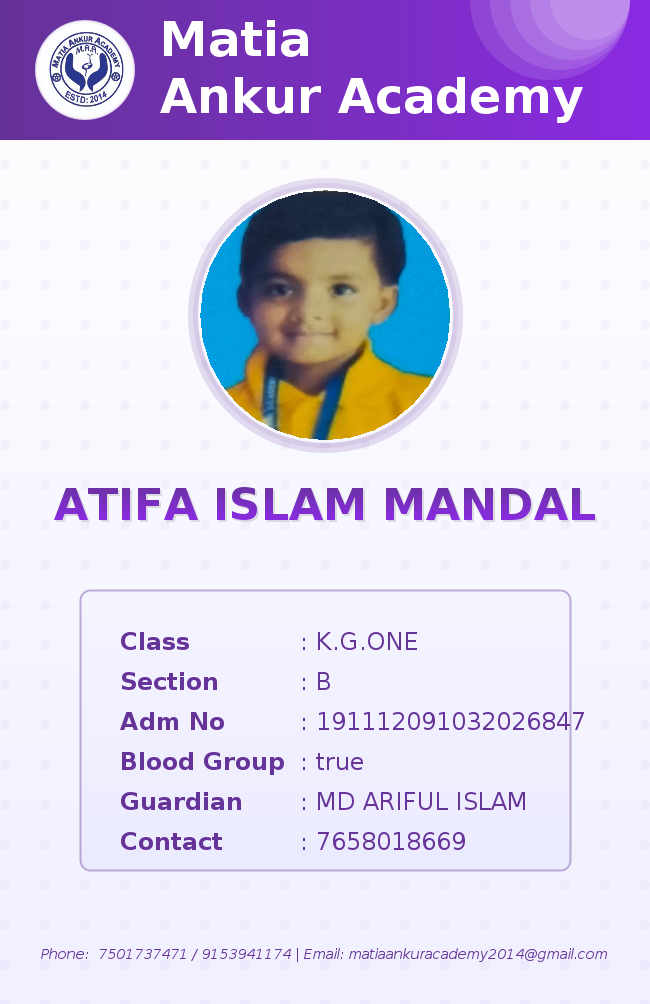 MATIA ANKUR ACADEMY
M.A.A
ESTD: 2014
Matia
Ankur Academy
ATIFA ISLAM MANDAL
Class : K.G.ONE
Section : B
Adm No : 191112091032026847
Blood Group : true
Guardian : MD ARIFUL ISLAM
Contact : 7658018669
Phone: 7501737471 / 9153941174 | Email: matiaankuracademy2014@gmail.com